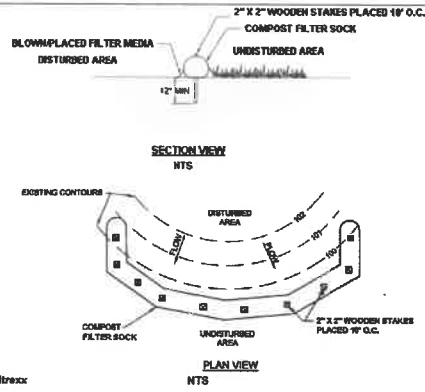 2" X 2" WOODEN STAKES PLACED 10' O.C.
COMPOST FILTER SOCK
BLOWN/PLACED FILTER MEDIA
DISTURBED AREA
UNDISTURBED AREA
12" MIN
SECTION VIEW
NTS
EXISTING CONTOURS
DISTURBED
AREA
102
101
100
FLOW
FLOW
COMPOST
FILTER SOCK
UNDISTURBED
AREA
2" X 2" WOODEN STAKES
PLACED 10' O.C.
PLAN VIEW
NTS